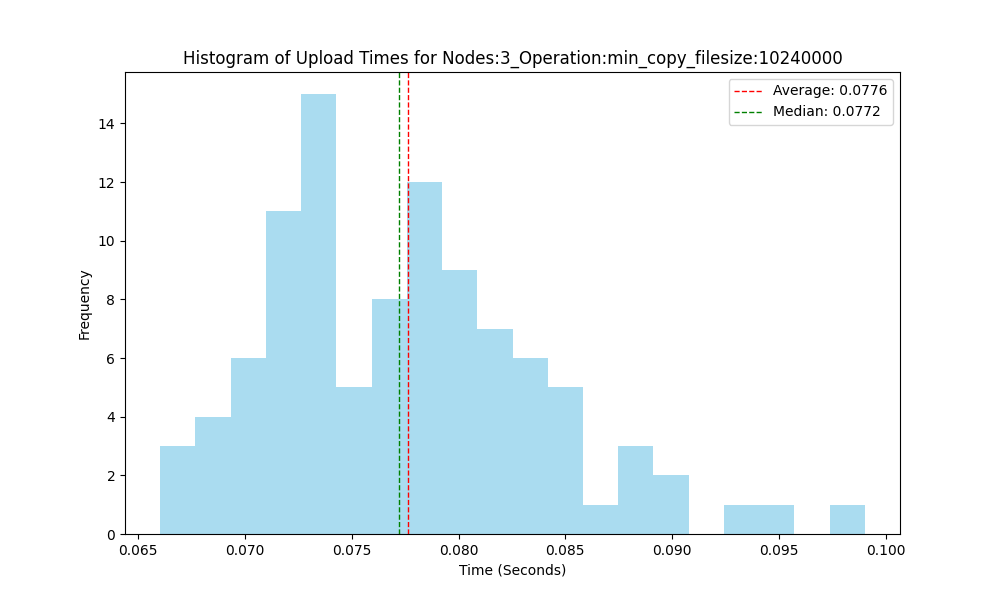 Histogram of Upload Times for Nodes:3_Operation:min_copy_filesize:10240000
Average: 0.0776
Median: 0.0772
Frequency
14
12
10
8
6
4
2
0
0.065 0.070 0.075 0.080 0.085 0.090 0.095 0.100
Time (Seconds)